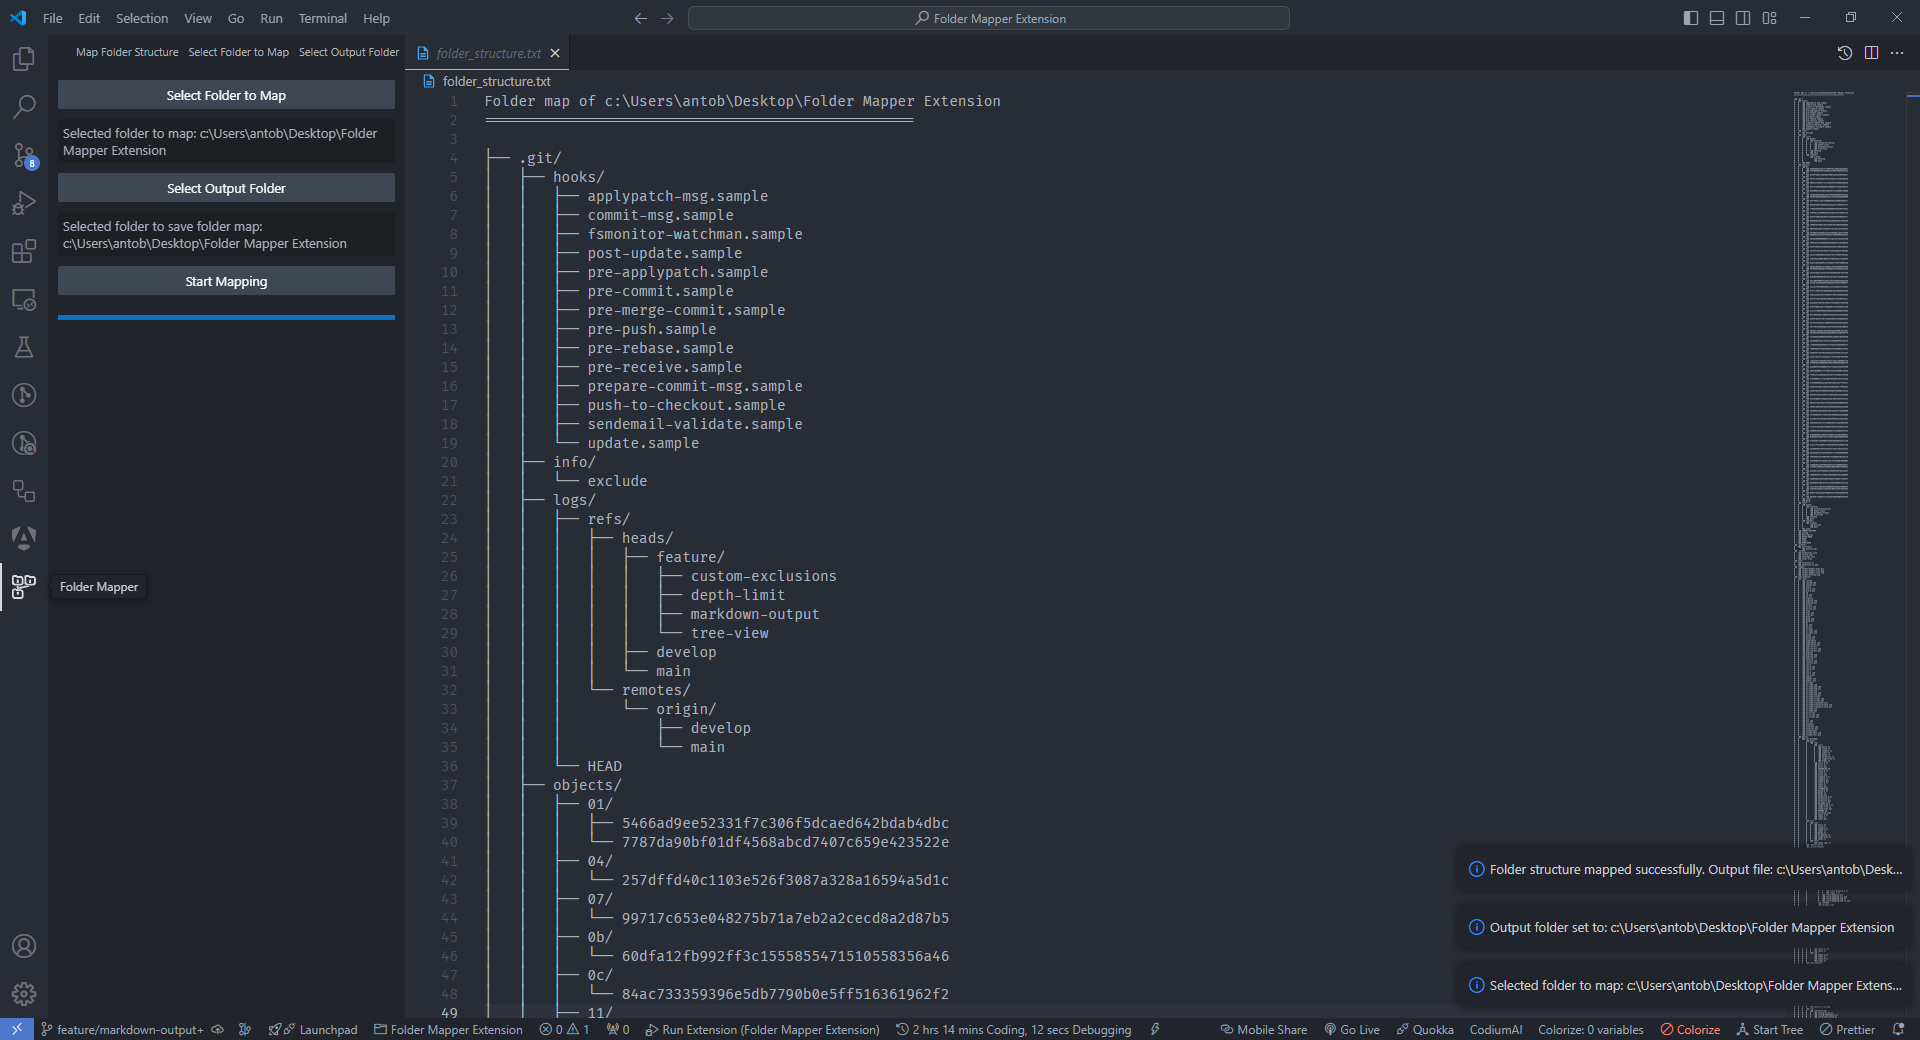 File Edit Selection View Go Run Terminal Help
Folder Mapper Extension
Map Folder Structure Select Folder to Map Select Output Folder
Select Folder to Map
Selected folder to map: c:\Users\antob\Desktop\Folder
Mapper Extension
Select Output Folder
Selected folder to save folder map:
c:\Users\antob\Desktop\Folder Mapper Extension
Start Mapping
8
Folder Mapper
folder_structure.txt
folder_structure.txt
1 Folder map of c:\Users\antob\Desktop\Folder Mapper Extension
2 ==================================================
3
4 ├── .git/
5 │   ├── hooks/
6 │   │   ├── applypatch-msg.sample
7 │   │   ├── commit-msg.sample
8 │   │   ├── fsmonitor-watchman.sample
9 │   │   ├── post-update.sample
10 │   │   ├── pre-applypatch.sample
11 │   │   ├── pre-commit.sample
12 │   │   ├── pre-merge-commit.sample
13 │   │   ├── pre-push.sample
14 │   │   ├── pre-rebase.sample
15 │   │   ├── pre-receive.sample
16 │   │   ├── prepare-commit-msg.sample
17 │   │   ├── push-to-checkout.sample
18 │   │   ├── sendemail-validate.sample
19 │   │   └── update.sample
20 │   ├── info/
21 │   │   └── exclude
22 │   ├── logs/
23 │   │   ├── refs/
24 │   │   │   ├── heads/
25 │   │   │   │   ├── feature/
26 │   │   │   │   │   ├── custom-exclusions
27 │   │   │   │   │   ├── depth-limit
28 │   │   │   │   │   ├── markdown-output
29 │   │   │   │   │   └── tree-view
30 │   │   │   │   ├── develop
31 │   │   │   │   └── main
32 │   │   │   └── remotes/
33 │   │   │       └── origin/
34 │   │   │           ├── develop
35 │   │   │           └── main
36 │   │   └── HEAD
37 │   ├── objects/
38 │   │   ├── 01/
39 │   │   │   ├── 5466ad9ee52331f7c306f5dcaed642bdab4dbc
40 │   │   │   └── 7787da90bf01df4568abcd7407c659e423522e
41 │   │   ├── 04/
42 │   │   │   └── 257dffd40c1103e526f3087a328a16594a5d1c
43 │   │   ├── 07/
44 │   │   │   └── 99717c653e048275b71a7eb2a2cecd8a2d87b5
45 │   │   ├── 0b/
46 │   │   │   └── 60dfa12fb992ff3c1555855471510558356a46
47 │   │   ├── 0c/
48 │   │   │   └── 84ac733359396e5db7790b0e5ff516361962f2
49 │   │   ├── 11/
Folder structure mapped successfully. Output file: c:\Users\antob\Desk...
Output folder set to: c:\Users\antob\Desktop\Folder Mapper Extension
Selected folder to map: c:\Users\antob\Desktop\Folder Mapper Extens...
feature/markdown-output+ Launchpad Folder Mapper Extension 0 1 0 Run Extension (Folder Mapper Extension) 2 hrs 14 mins Coding, 12 secs Debugging Mobile Share Go Live Quokka CodiumAI Colorize: 0 variables Colorize Start Tree Prettier